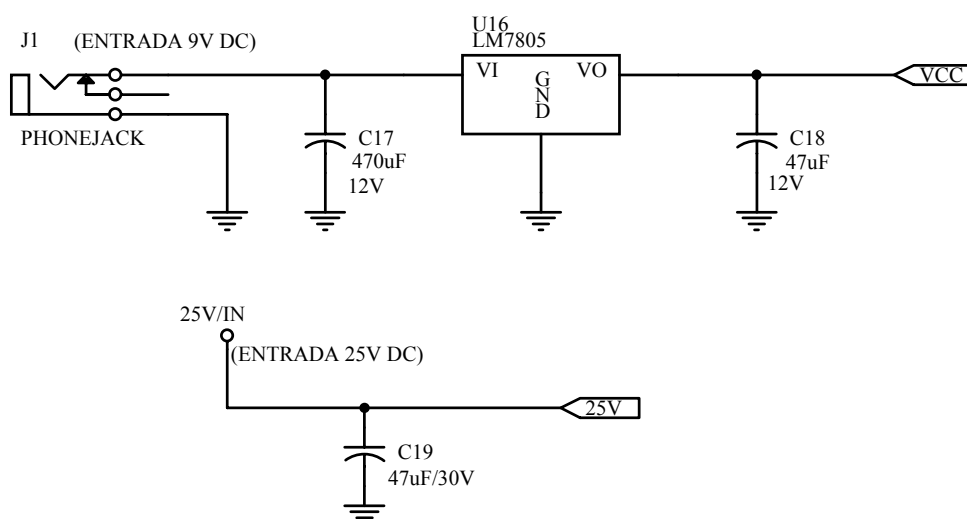 U16
LM7805
J1 (ENTRADA 9V DC)
VI
GND
VO
VCC
PHONEJACK
C17
470uF
12V
C18
47uF
12V
25V/IN
(ENTRADA 25V DC)
25V
C19
47uF/30V